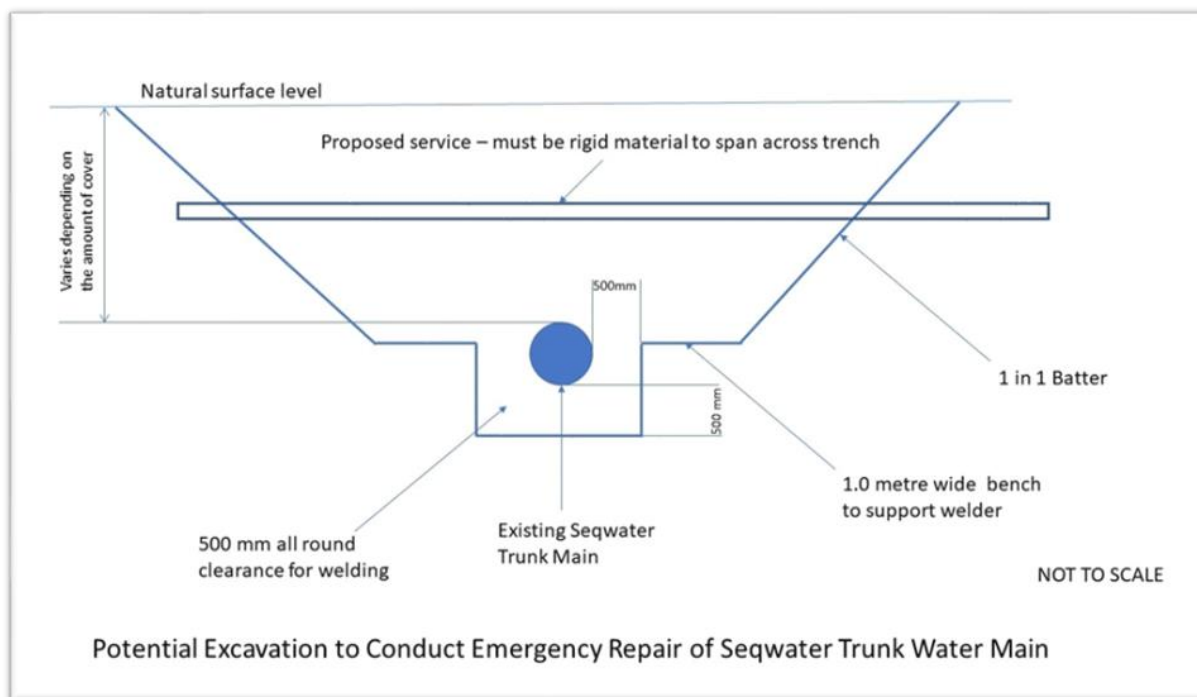 Natural surface level
Proposed service – must be rigid material to span across trench
Varies depending on
the amount of cover
500mm
1 in 1 Batter
500 mm
1.0 metre wide bench
to support welder
500 mm all round
clearance for welding
Existing Seqwater
Trunk Main
NOT TO SCALE
Potential Excavation to Conduct Emergency Repair of Seqwater Trunk Water Main